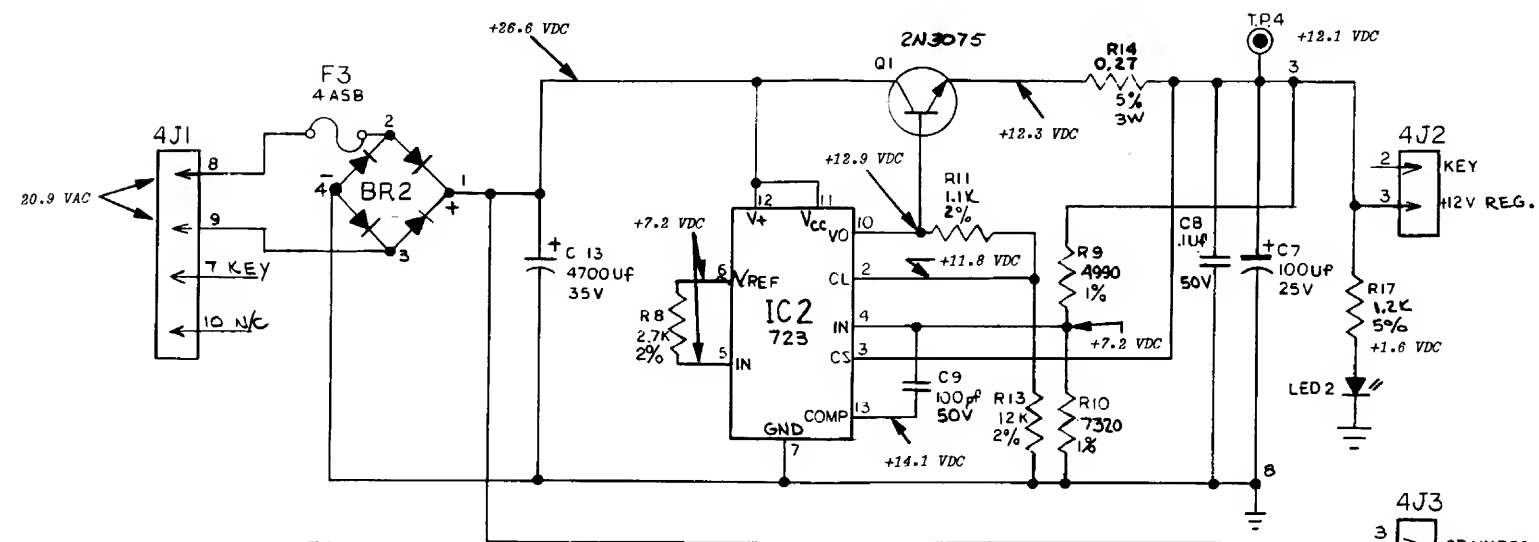 +26.6 VDC
2N3075
Q1
R14
0.27
5%
3W
T.P.4
+12.1 VDC
3
F3
4 ASB
+12.3 VDC
4J1
8
9
7 KEY
10 N/C
20.9 VAC
2
4
-
BR2
1
+
3
4J2
2
KEY
3
+12V REG.
+12.9 VDC
R11
1.1K
2%
12
V+
11
VCC
VO
10
+7.2 VDC
6
VREF
+11.8 VDC
2
CL
R9
4990
1%
C8
.1Uf
50V
+
C7
100Uf
25V
+
C 13
4700Uf
35V
R8
2.7K
2%
5
IN
IC2
723
IN
4
+7.2 VDC
CS
3
R17
1.2K
5%
+1.6 VDC
LED2
C9
100pf
50V
COMP
13
R13
12K
2%
R10
7320
1%
GND
7
+14.1 VDC
8
4J3
3